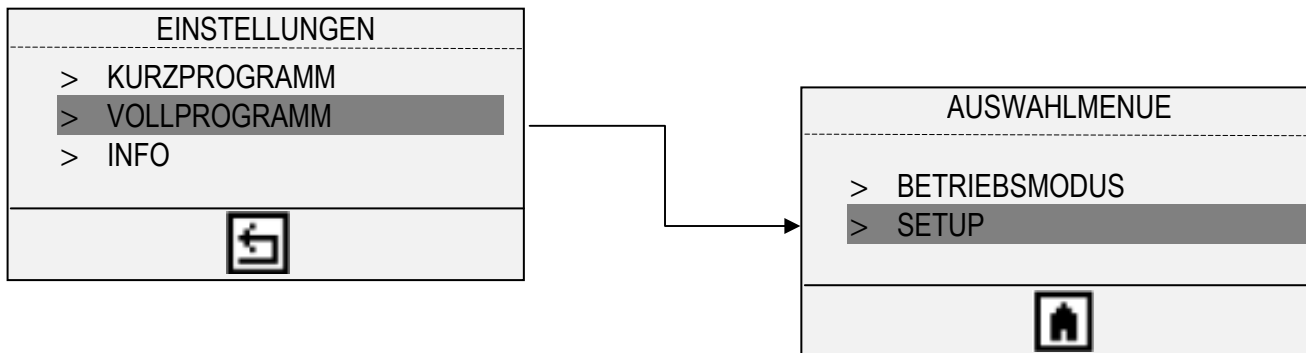 EINSTELLUNGEN
> KURZPROGRAMM
> VOLLPROGRAMM
> INFO
AUSWAHLMENUE
> BETRIEBSMODUS
> SETUP